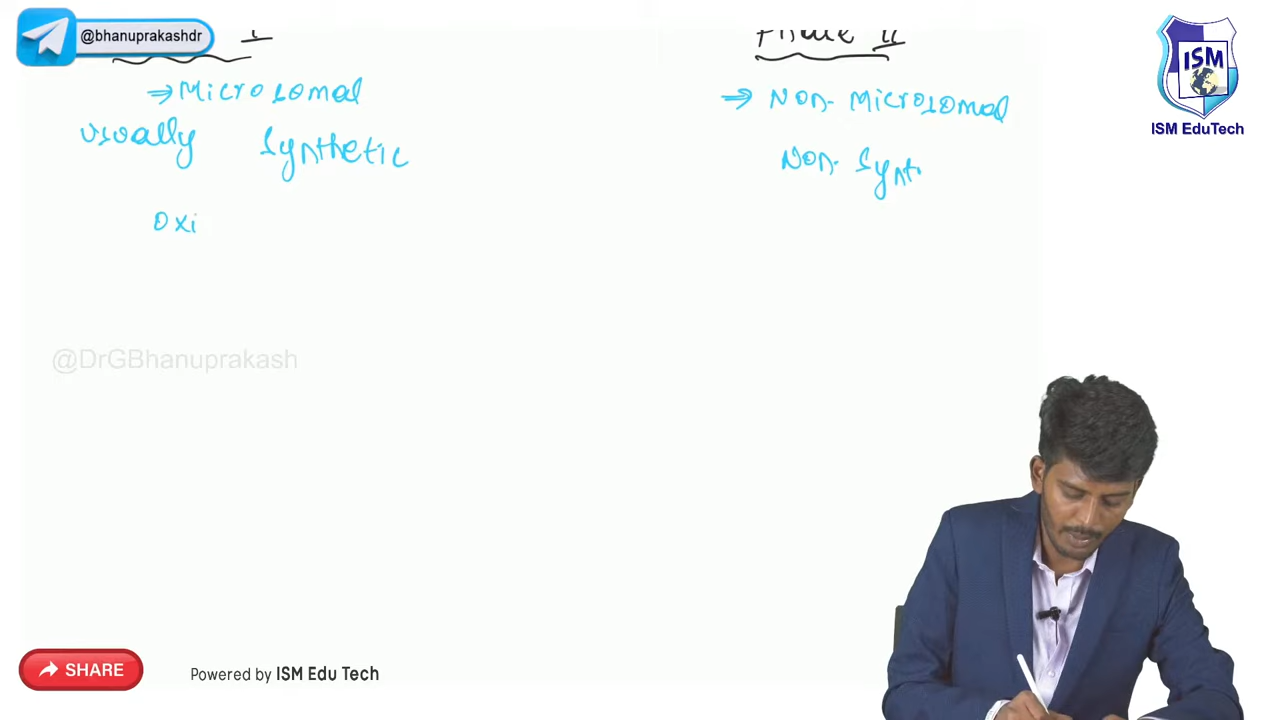 @bhanuprakashdr
I
Phase II
ISM
ISM EduTech
⇒ Microsomal
usually Synthetic
Oxi
⇒ Non-Microsomal
Non-Synt
@DrGBhanuprakash
SHARE
Powered by ISM Edu Tech